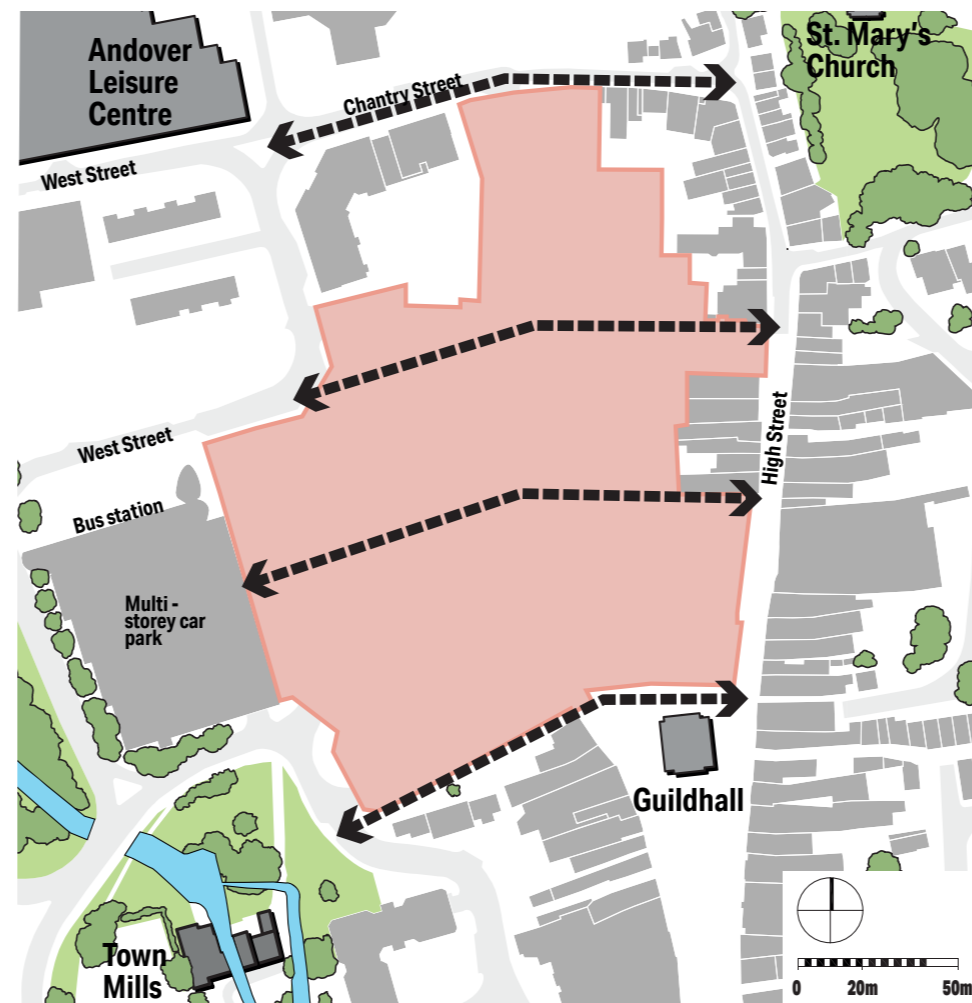 Andover
Leisure
Centre
St. Mary's
Church
Chantry Street
West Street
High Street
West Street
Bus station
Multi -
storey car
park
Guildhall
Town
Mills
0 20m 50m